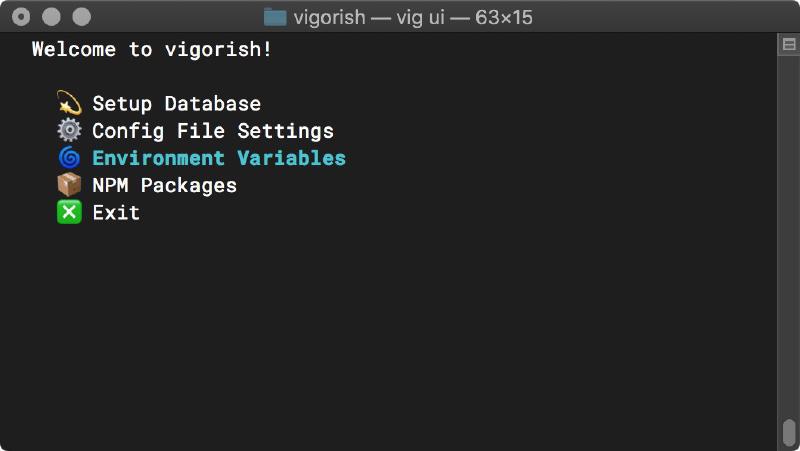 vigorish — vig ui — 63×15
Welcome to vigorish!
Setup Database
Config File Settings
Environment Variables
NPM Packages
Exit